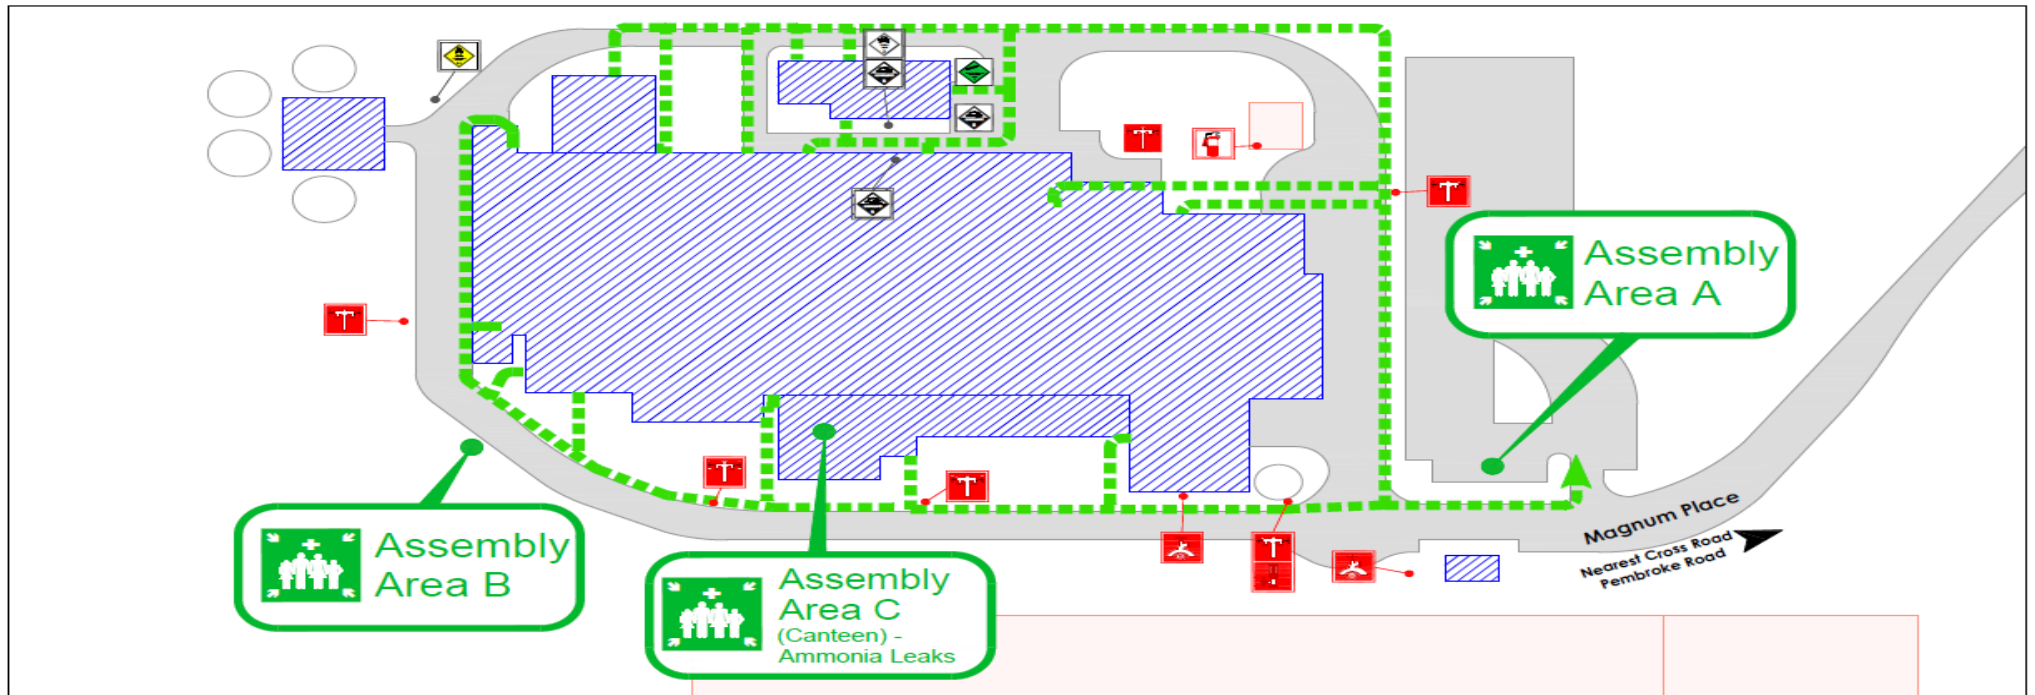 Assembly
Area A
Assembly
Area B
Assembly
Area C
(Canteen) -
Ammonia Leaks
Magnum Place
Nearest Cross Road
Pembroke Road